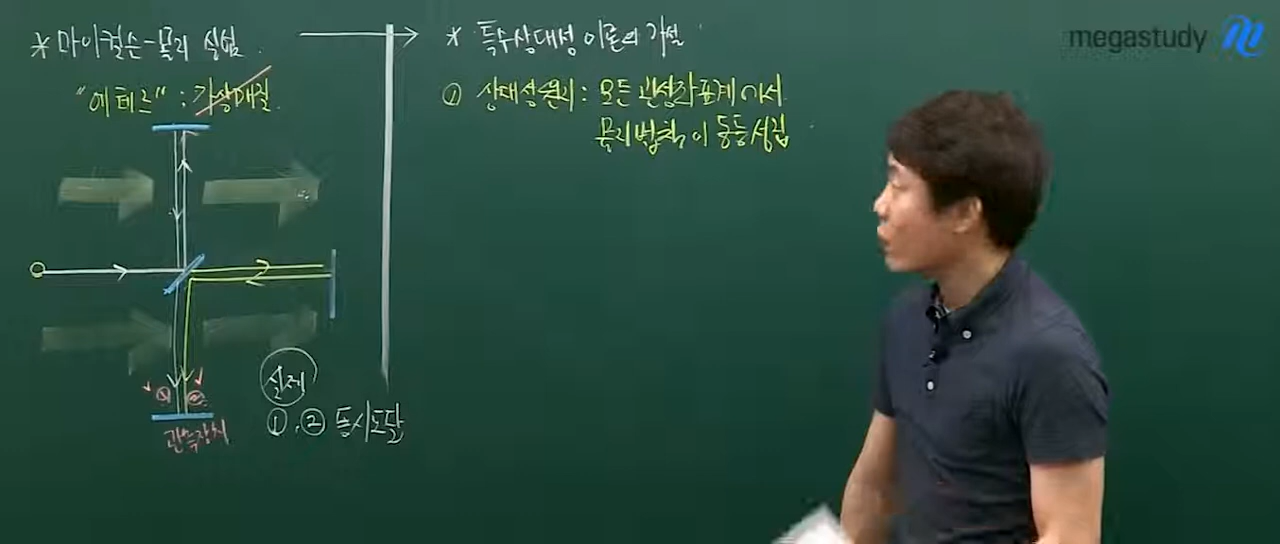 * 마이컬슨-몰리 실험
"에테르" : 가상매질
실제
①, ② 동시도달
① ②
관측장치
* 특수상대성 이론의 가설
① 상대성원리 : 모든 관성좌표계에서
물리법칙이 동등성립
megastudy